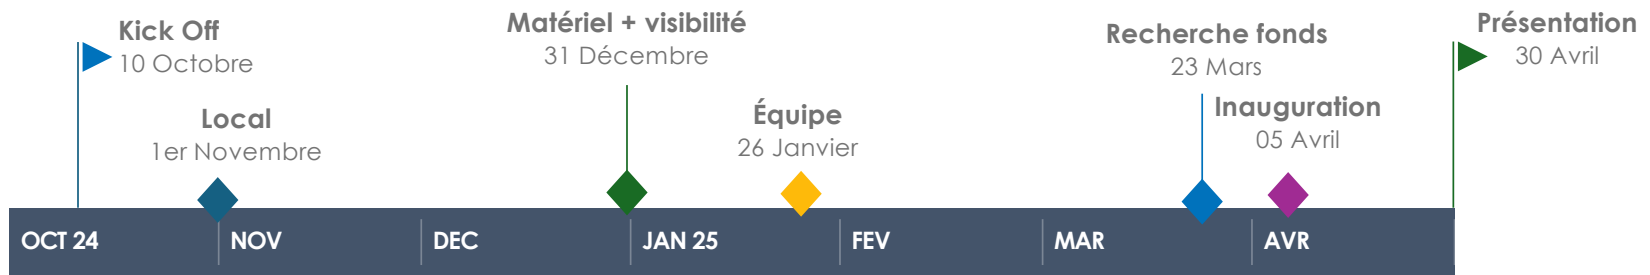 Kick Off
10 Octobre
Local
1er Novembre
Matériel + visibilité
31 Décembre
Équipe
26 Janvier
Recherche fonds
23 Mars
Inauguration
05 Avril
Présentation
30 Avril
OCT 24 NOV DEC JAN 25 FEV MAR AVR